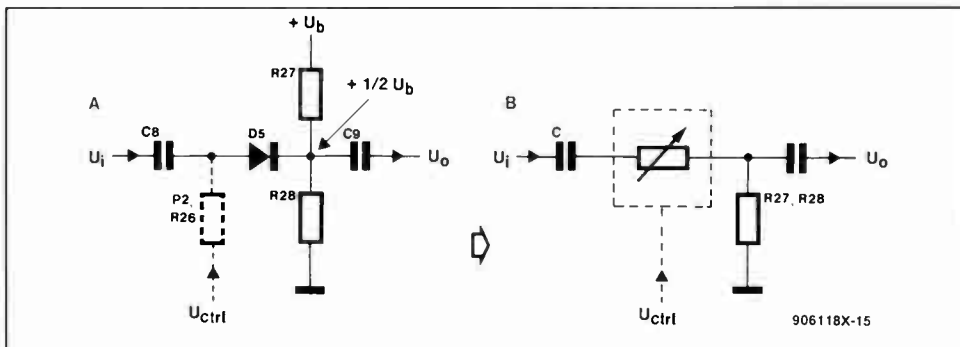 + Ub
R27
+ 1/2 Ub
A
C8
D5
C9
Ui
Uo
P2,
R26
R28
Uctrl
B
C
Ui
Uo
R27, R28
Uctrl
906118X-15